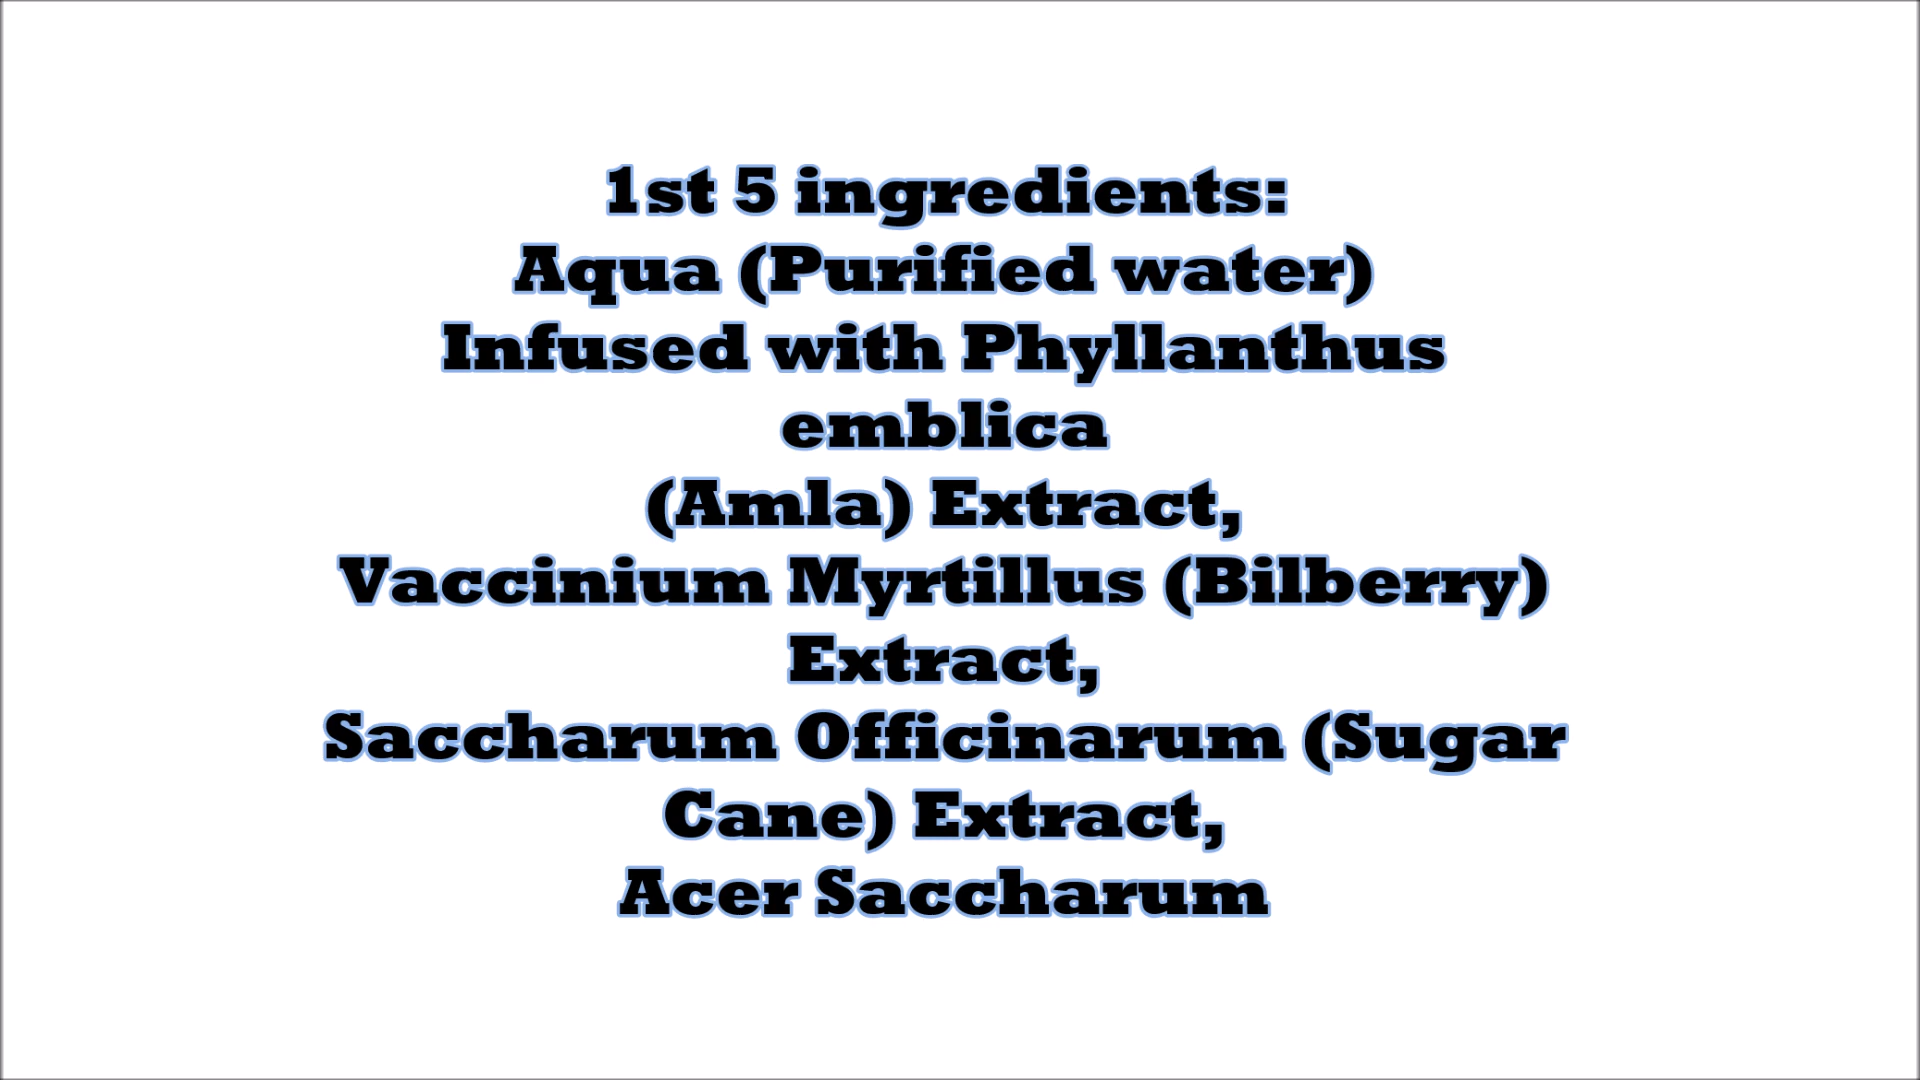 1st 5 ingredients:
Aqua (Purified water)
Infused with Phyllanthus
emblica
(Amla) Extract,
Vaccinium Myrtillus (Bilberry)
Extract,
Saccharum Officinarum (Sugar
Cane) Extract,
Acer Saccharum